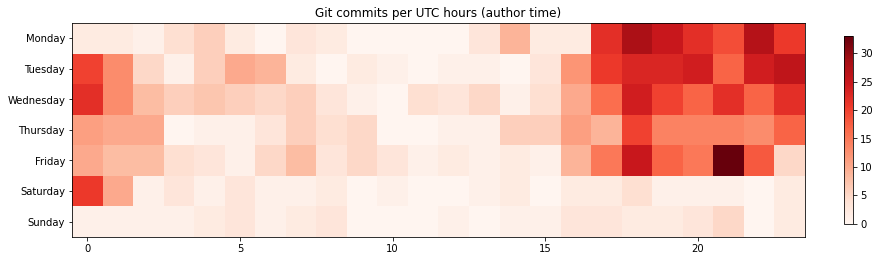 Git commits per UTC hours (author time)
Monday
Tuesday
Wednesday
Thursday
Friday
Saturday
Sunday
0 5 10 15 20
30
25
20
15
10
5
0